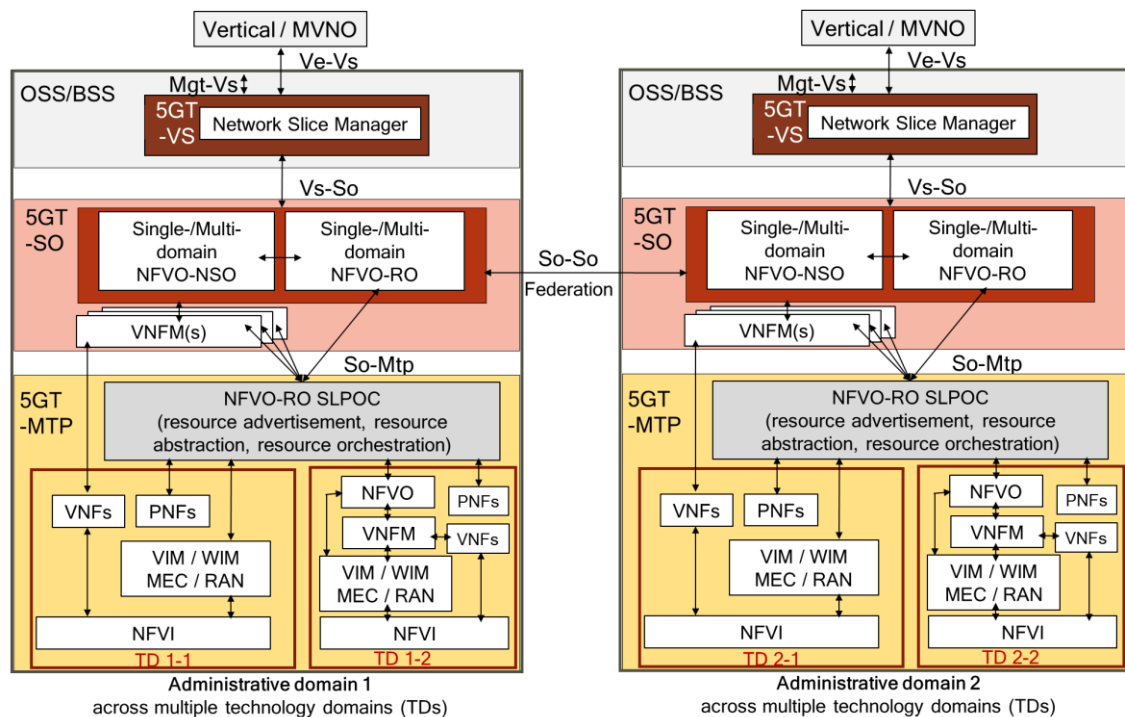 Vertical / MVNO
Ve-Vs
Mgt-Vs
OSS/BSS
5GT
-VS
Network Slice Manager
Vs-So
5GT
-SO
Single-/Multi-
domain
NFVO-NSO
Single-/Multi-
domain
NFVO-RO
VNFM(s)
So-Mtp
5GT
-MTP
NFVO-RO SLPOC
(resource advertisement, resource
abstraction, resource orchestration)
VNFs
PNFs
VIM / WIM
MEC / RAN
NFVI
TD 1-1
NFVO
PNFs
VNFM
VNFs
VIM / WIM
MEC / RAN
NFVI
TD 1-2
Administrative domain 1
across multiple technology domains (TDs)
So-So
Federation
Vertical / MVNO
Ve-Vs
Mgt-Vs
OSS/BSS
5GT
-VS
Network Slice Manager
Vs-So
5GT
-SO
Single-/Multi-
domain
NFVO-NSO
Single-/Multi-
domain
NFVO-RO
VNFM(s)
So-Mtp
5GT
-MTP
NFVO-RO SLPOC
(resource advertisement, resource
abstraction, resource orchestration)
VNFs
PNFs
VIM / WIM
MEC / RAN
NFVI
TD 2-1
NFVO
PNFs
VNFM
VNFs
VIM / WIM
MEC / RAN
NFVI
TD 2-2
Administrative domain 2
across multiple technology domains (TDs)